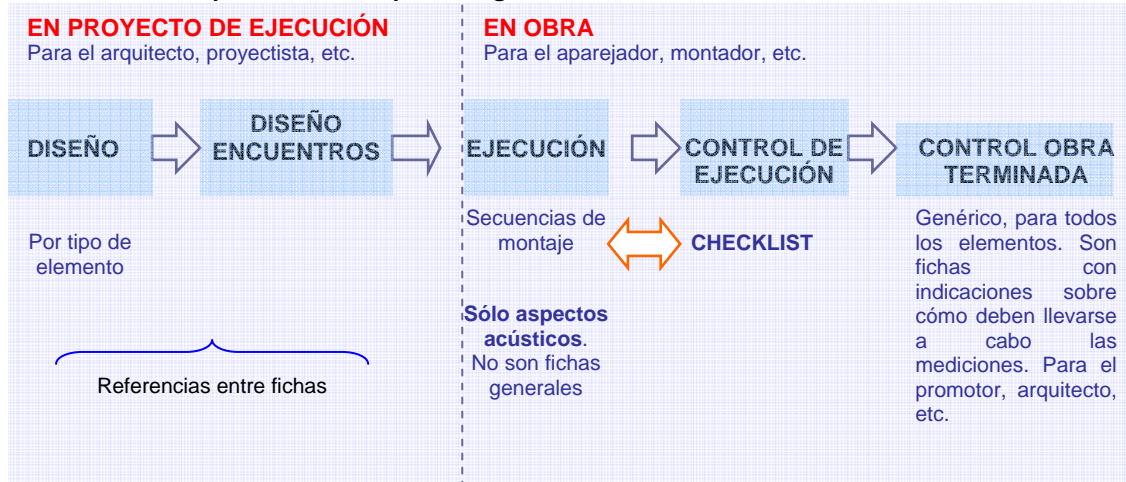 EN PROYECTO DE EJECUCIÓN
Para el arquitecto, proyectista, etc.
EN OBRA
Para el aparejador, montador, etc.
DISEÑO
DISEÑO
ENCUENTROS
EJECUCIÓN
CONTROL DE
EJECUCIÓN
CONTROL OBRA
TERMINADA
Por tipo de
elemento
Referencias entre fichas
Secuencias de
montaje
CHECKLIST
Sólo aspectos
acústicos.
No son fichas
generales
Genérico, para todos
los elementos. Son
fichas con
indicaciones sobre
cómo deben llevarse
a cabo las
mediciones. Para el
promotor, arquitecto,
etc.